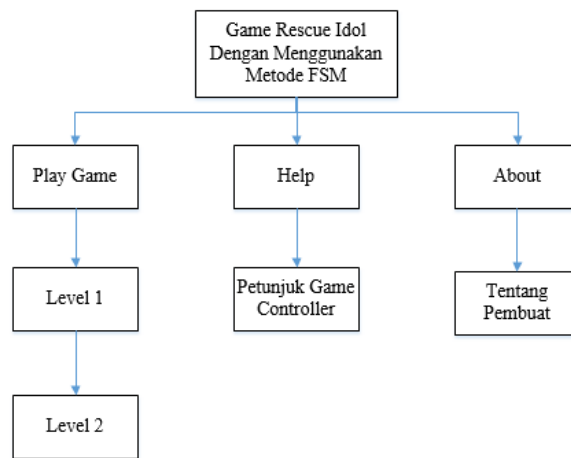 Game Rescue Idol
Dengan Menggunakan
Metode FSM
Play Game
Help
About
Level 1
Petunjuk Game
Controller
Tentang
Pembuat
Level 2